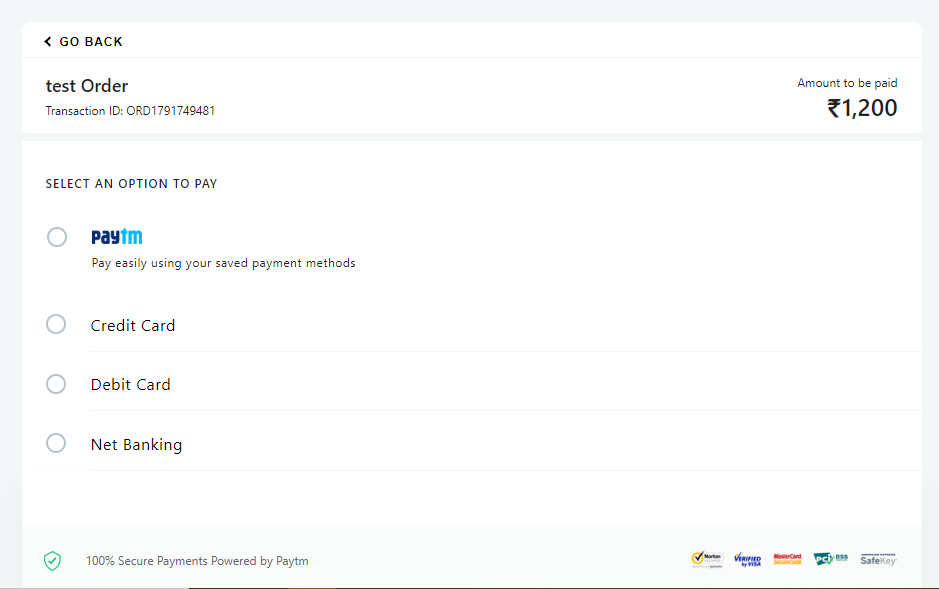 GO BACK
test Order
Transaction ID: ORD1791749481
Amount to be paid
₹1,200
SELECT AN OPTION TO PAY
paytm
Pay easily using your saved payment methods
Credit Card
Debit Card
Net Banking
100% Secure Payments Powered by Paytm
Norton
VERIFIED
by VISA
MasterCard
SecureCode
PCI DSS
AMERICAN EXPRESS
SafeKey